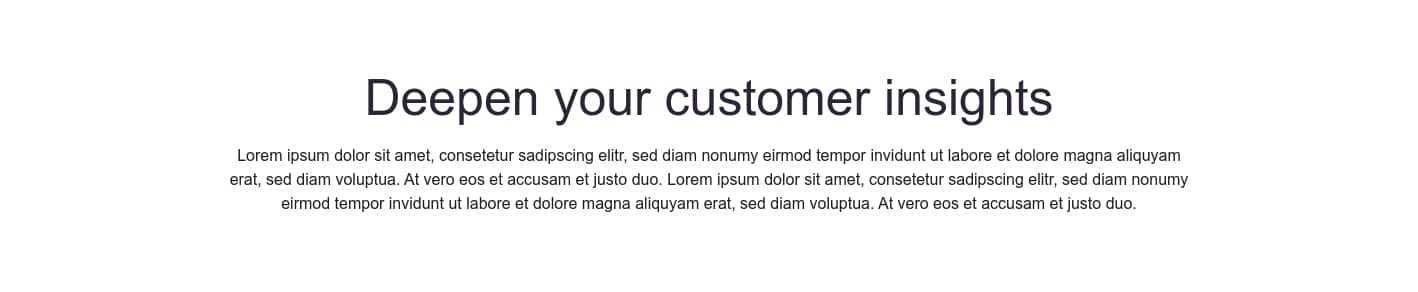 Deepen your customer insights
Lorem ipsum dolor sit amet, consetetur sadipscing elitr, sed diam nonumy eirmod tempor invidunt ut labore et dolore magna aliquyam
erat, sed diam voluptua. At vero eos et accusam et justo duo. Lorem ipsum dolor sit amet, consetetur sadipscing elitr, sed diam nonumy
eirmod tempor invidunt ut labore et dolore magna aliquyam erat, sed diam voluptua. At vero eos et accusam et justo duo.